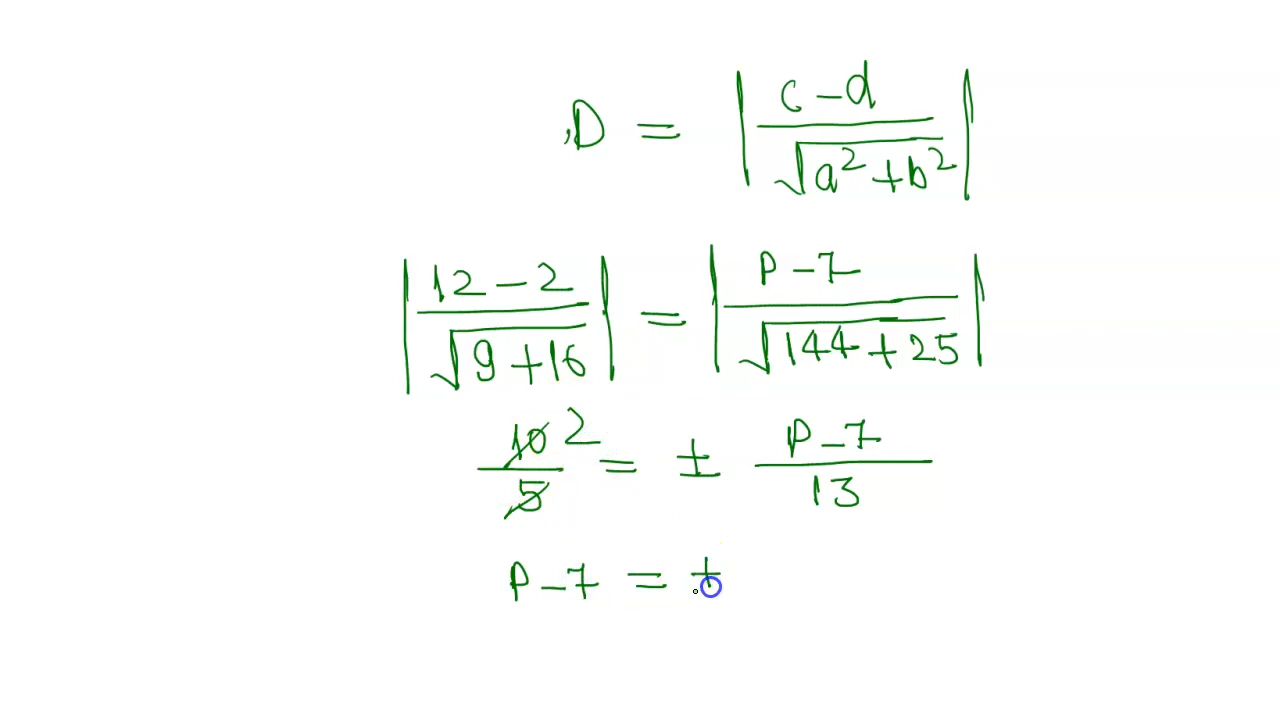 D = |(c - d)/√(a² + b²)|
|(12 - 2)/√(9 + 16)| = |(P - 7)/√(144 + 25)|
10/5 2 = ± (P - 7)/13
P - 7 = ±